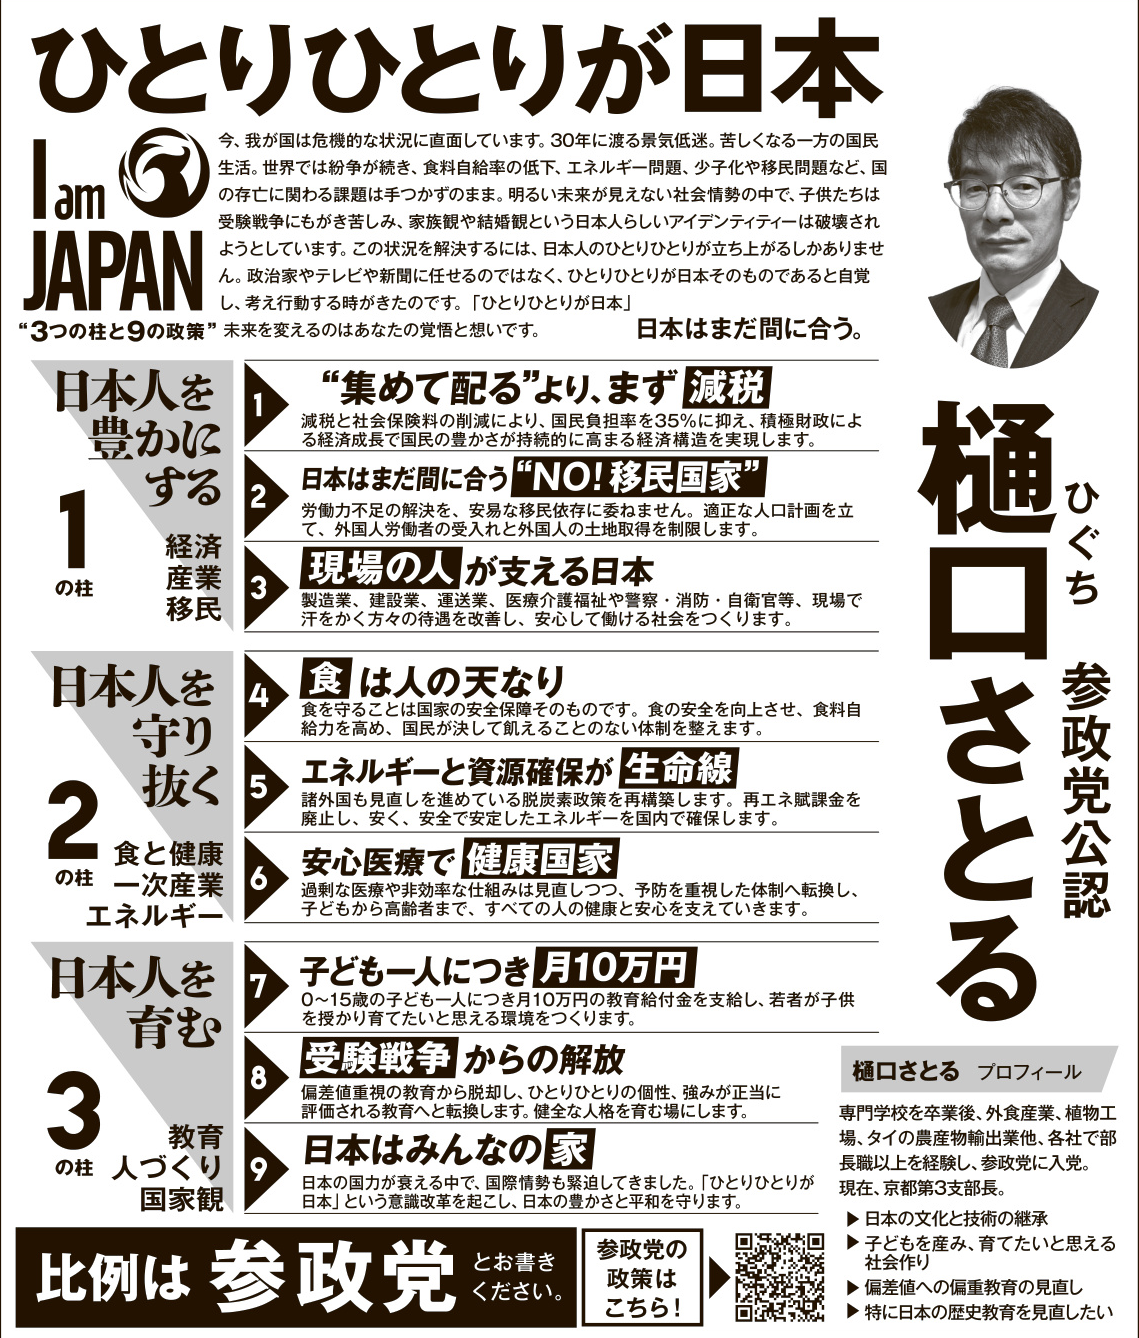 ひとりひとりが日本
I am
JAPAN
“3つの柱と9の政策”
今、我が国は危機的な状況に直面しています。30年に渡る景気低迷。苦しくなる一方の国民
生活。世界では紛争が続き、食料自給率の低下、エネルギー問題、少子化や移民問題など、国
の存亡に関わる課題は手つかずのまま。明るい未来が見えない社会情勢の中で、子供たちは
受験戦争にもがき苦しみ、家族観や結婚観という日本人らしいアイデンティティーは破壊され
ようとしています。この状況を解決するには、日本人のひとりひとりが立ち上がるしかありませ
ん。政治家やテレビや新聞に任せるのではなく、ひとりひとりが日本そのものであると自覚
し、考え行動する時がきたのです。「ひとりひとりが日本」
未来を変えるのはあなたの覚悟と想いです。
日本はまだ間に合う。
日本人を
豊かに
する
1
の柱
経済
産業
移民
1
“集めて配る”より、まず 減税
減税と社会保険料の削減により、国民負担率を35%に抑え、積極財政によ
る経済成長で国民の豊かさが持続的に高まる経済構造を実現します。
2
日本はまだ間に合う “NO！移民国家”
労働力不足の解決を、安易な移民依存に委ねません。適正な人口計画を立
て、外国人労働者の受入れと外国人の土地取得を制限します。
3
現場の人 が支える日本
製造業、建設業、運送業、医療介護福祉や警察・消防・自衛官等、現場で
汗をかく方々の待遇を改善し、安心して働ける社会をつくります。
日本人を
守り
抜く
2
の柱
食と健康
一次産業
エネルギー
4
食 は人の天なり
食を守ることは国家の安全保障そのものです。食の安全を向上させ、食料自
給力を高め、国民が決して飢えることのない体制を整えます。
5
エネルギーと資源確保が 生命線
諸外国も見直しを進めている脱炭素政策を再構築します。再エネ賦課金を
廃止し、安く、安全で安定したエネルギーを国内で確保します。
6
安心医療で 健康国家
過剰な医療や非効率な仕組みは見直しつつ、予防を重視した体制へ転換し、
子どもから高齢者まで、すべての人の健康と安心を支えていきます。
日本人を
育む
3
の柱
教育
人づくり
国家観
7
子ども一人につき 月10万円
0〜15歳の子ども一人につき月10万円の教育給付金を支給し、若者が子供
を授かり育てたいと思える環境をつくります。
8
受験戦争 からの解放
偏差値重視の教育から脱却し、ひとりひとりの個性、強みが正当に
評価される教育へと転換します。健全な人格を育む場にします。
9
日本はみんなの 家
日本の国力が衰える中で、国際情勢も緊迫してきました。「ひとりひとりが
日本」という意識改革を起こし、日本の豊かさと平和を守ります。
比例は 参政党 とお書き
ください。
参政党の
政策は
こちら！
樋口さとる
ひぐち
参政党公認
樋口さとる プロフィール
専門学校を卒業後、外食産業、植物工
場、タイの農産物輸出業他、各社で部
長職以上を経験し、参政党に入党。
現在、京都第3支部長。
▶日本の文化と技術の継承
▶子どもを産み、育てたいと思える
社会作り
▶偏差値への偏重教育の見直し
▶特に日本の歴史教育を見直したい